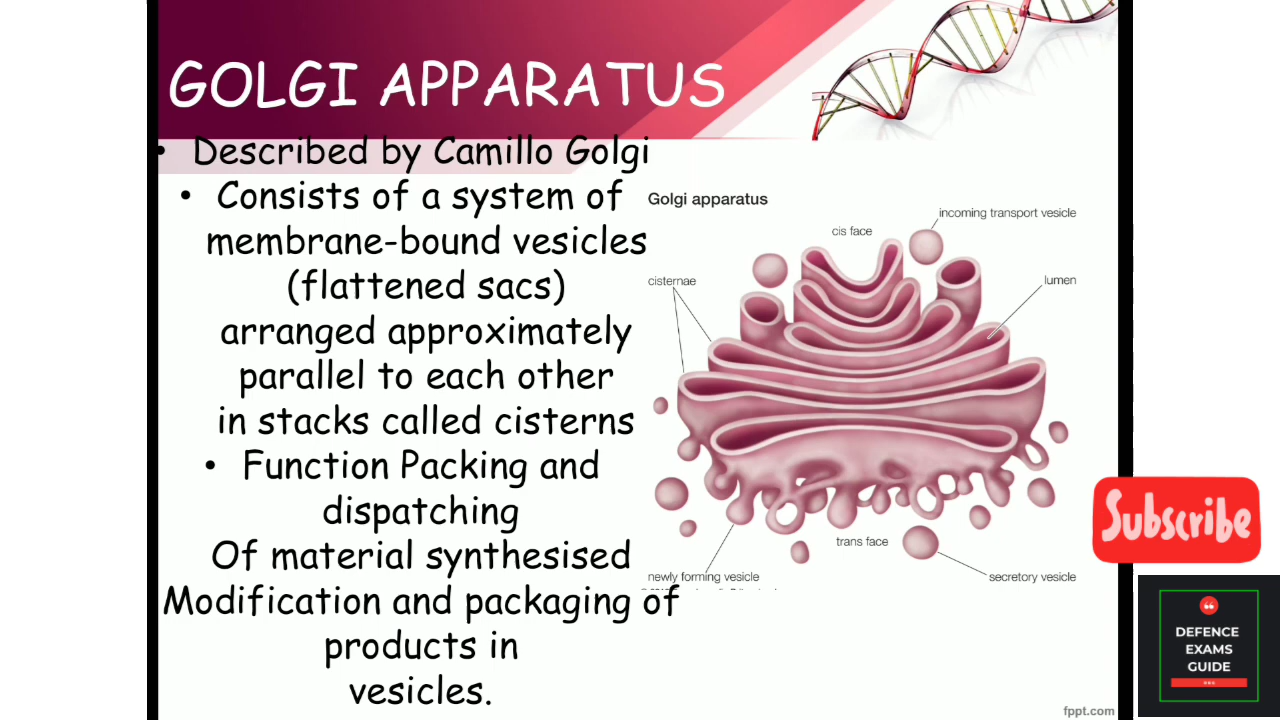 GOLGI APPARATUS
• Described by Camillo Golgi
• Consists of a system of
membrane-bound vesicles
(flattened sacs)
arranged approximately
parallel to each other
in stacks called cisterns
• Function Packing and
dispatching
Of material synthesised
Modification and packaging of
products in
vesicles.
Golgi apparatus
incoming transport vesicle
cis face
cisternae
lumen
trans face
newly forming vesicle
secretory vesicle
Subscribe
DEFENCE
EXAMS
GUIDE
fppt.com